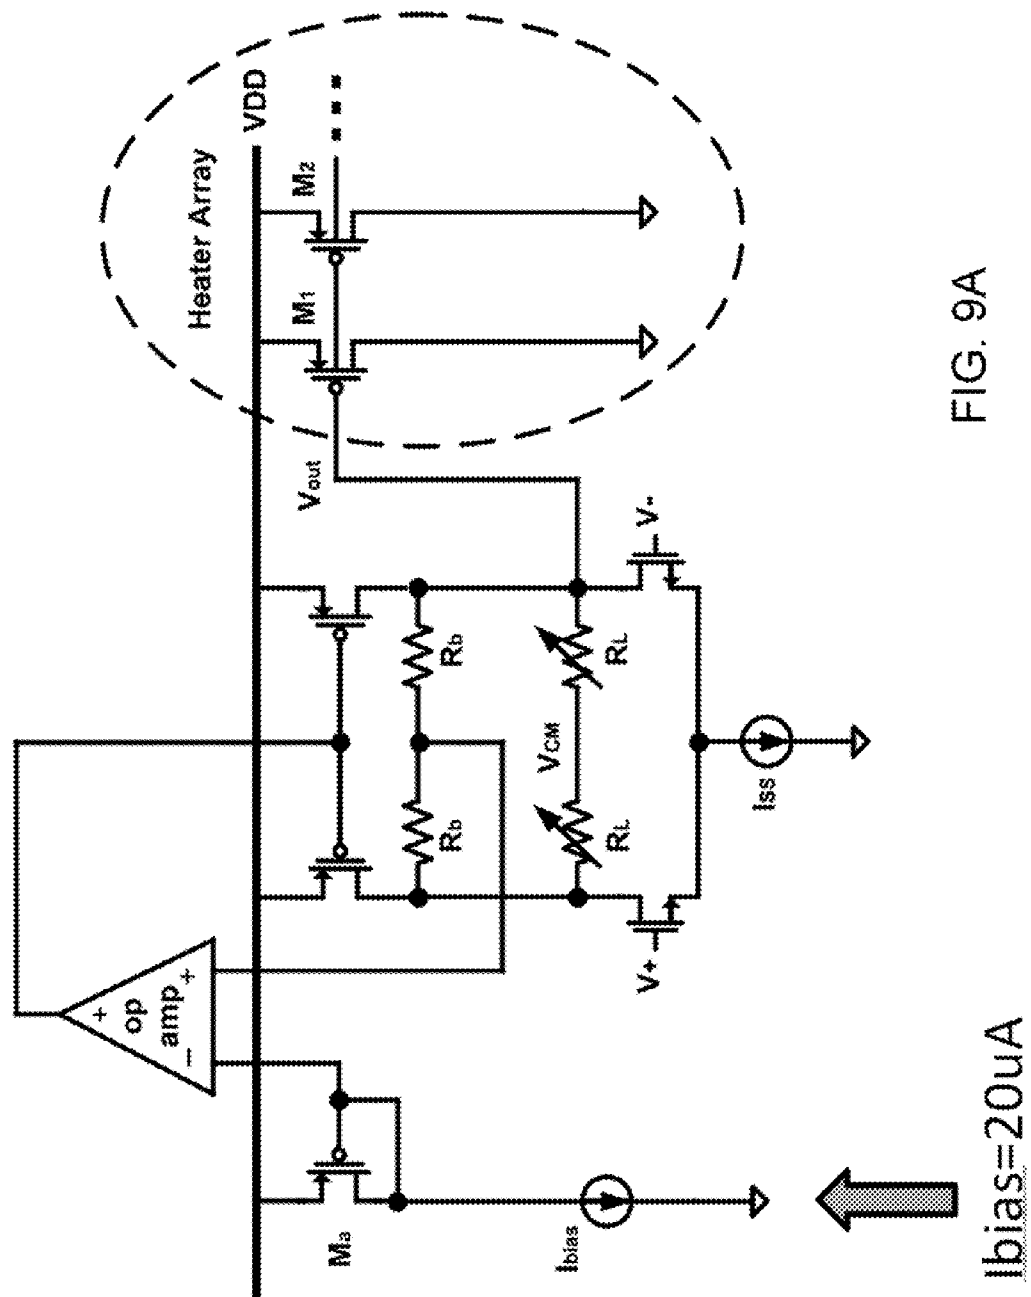 Heater Array
VDD
+
op
amp
− +
M3
M1
M2
Vout
Rb
Rb
VCM
RL
RL
V+
V-
Ibias
ISS
Ibias=20uA
FIG. 9A